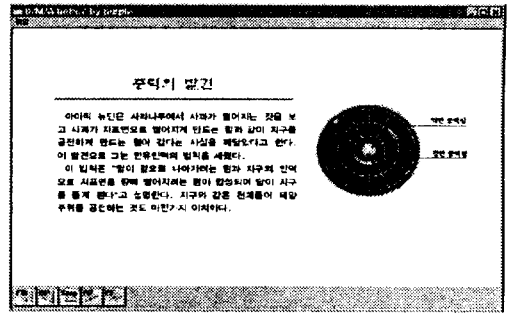 중력의 발견
아이작 뉴턴은 사과나무에서 사과가 떨어지는 것을 보
고 사과가 지표면으로 떨어지게 만드는 힘과 같이 지구를
공전하게 만드는 힘이 같다는 사실을 깨달았다고 한다.
이 발견으로 그는 만유인력의 법칙을 세웠다.
이 법칙은 "달이 앞으로 나아가려는 힘과 지구의 인력
으로 지표면을 향해 떨어지려는 힘이 합성되어 달이 지구
를 돌게 된다"고 설명한다. 지구와 같은 천체들이 태양
주위를 공전하는 것도 마찬가지 이치이다.